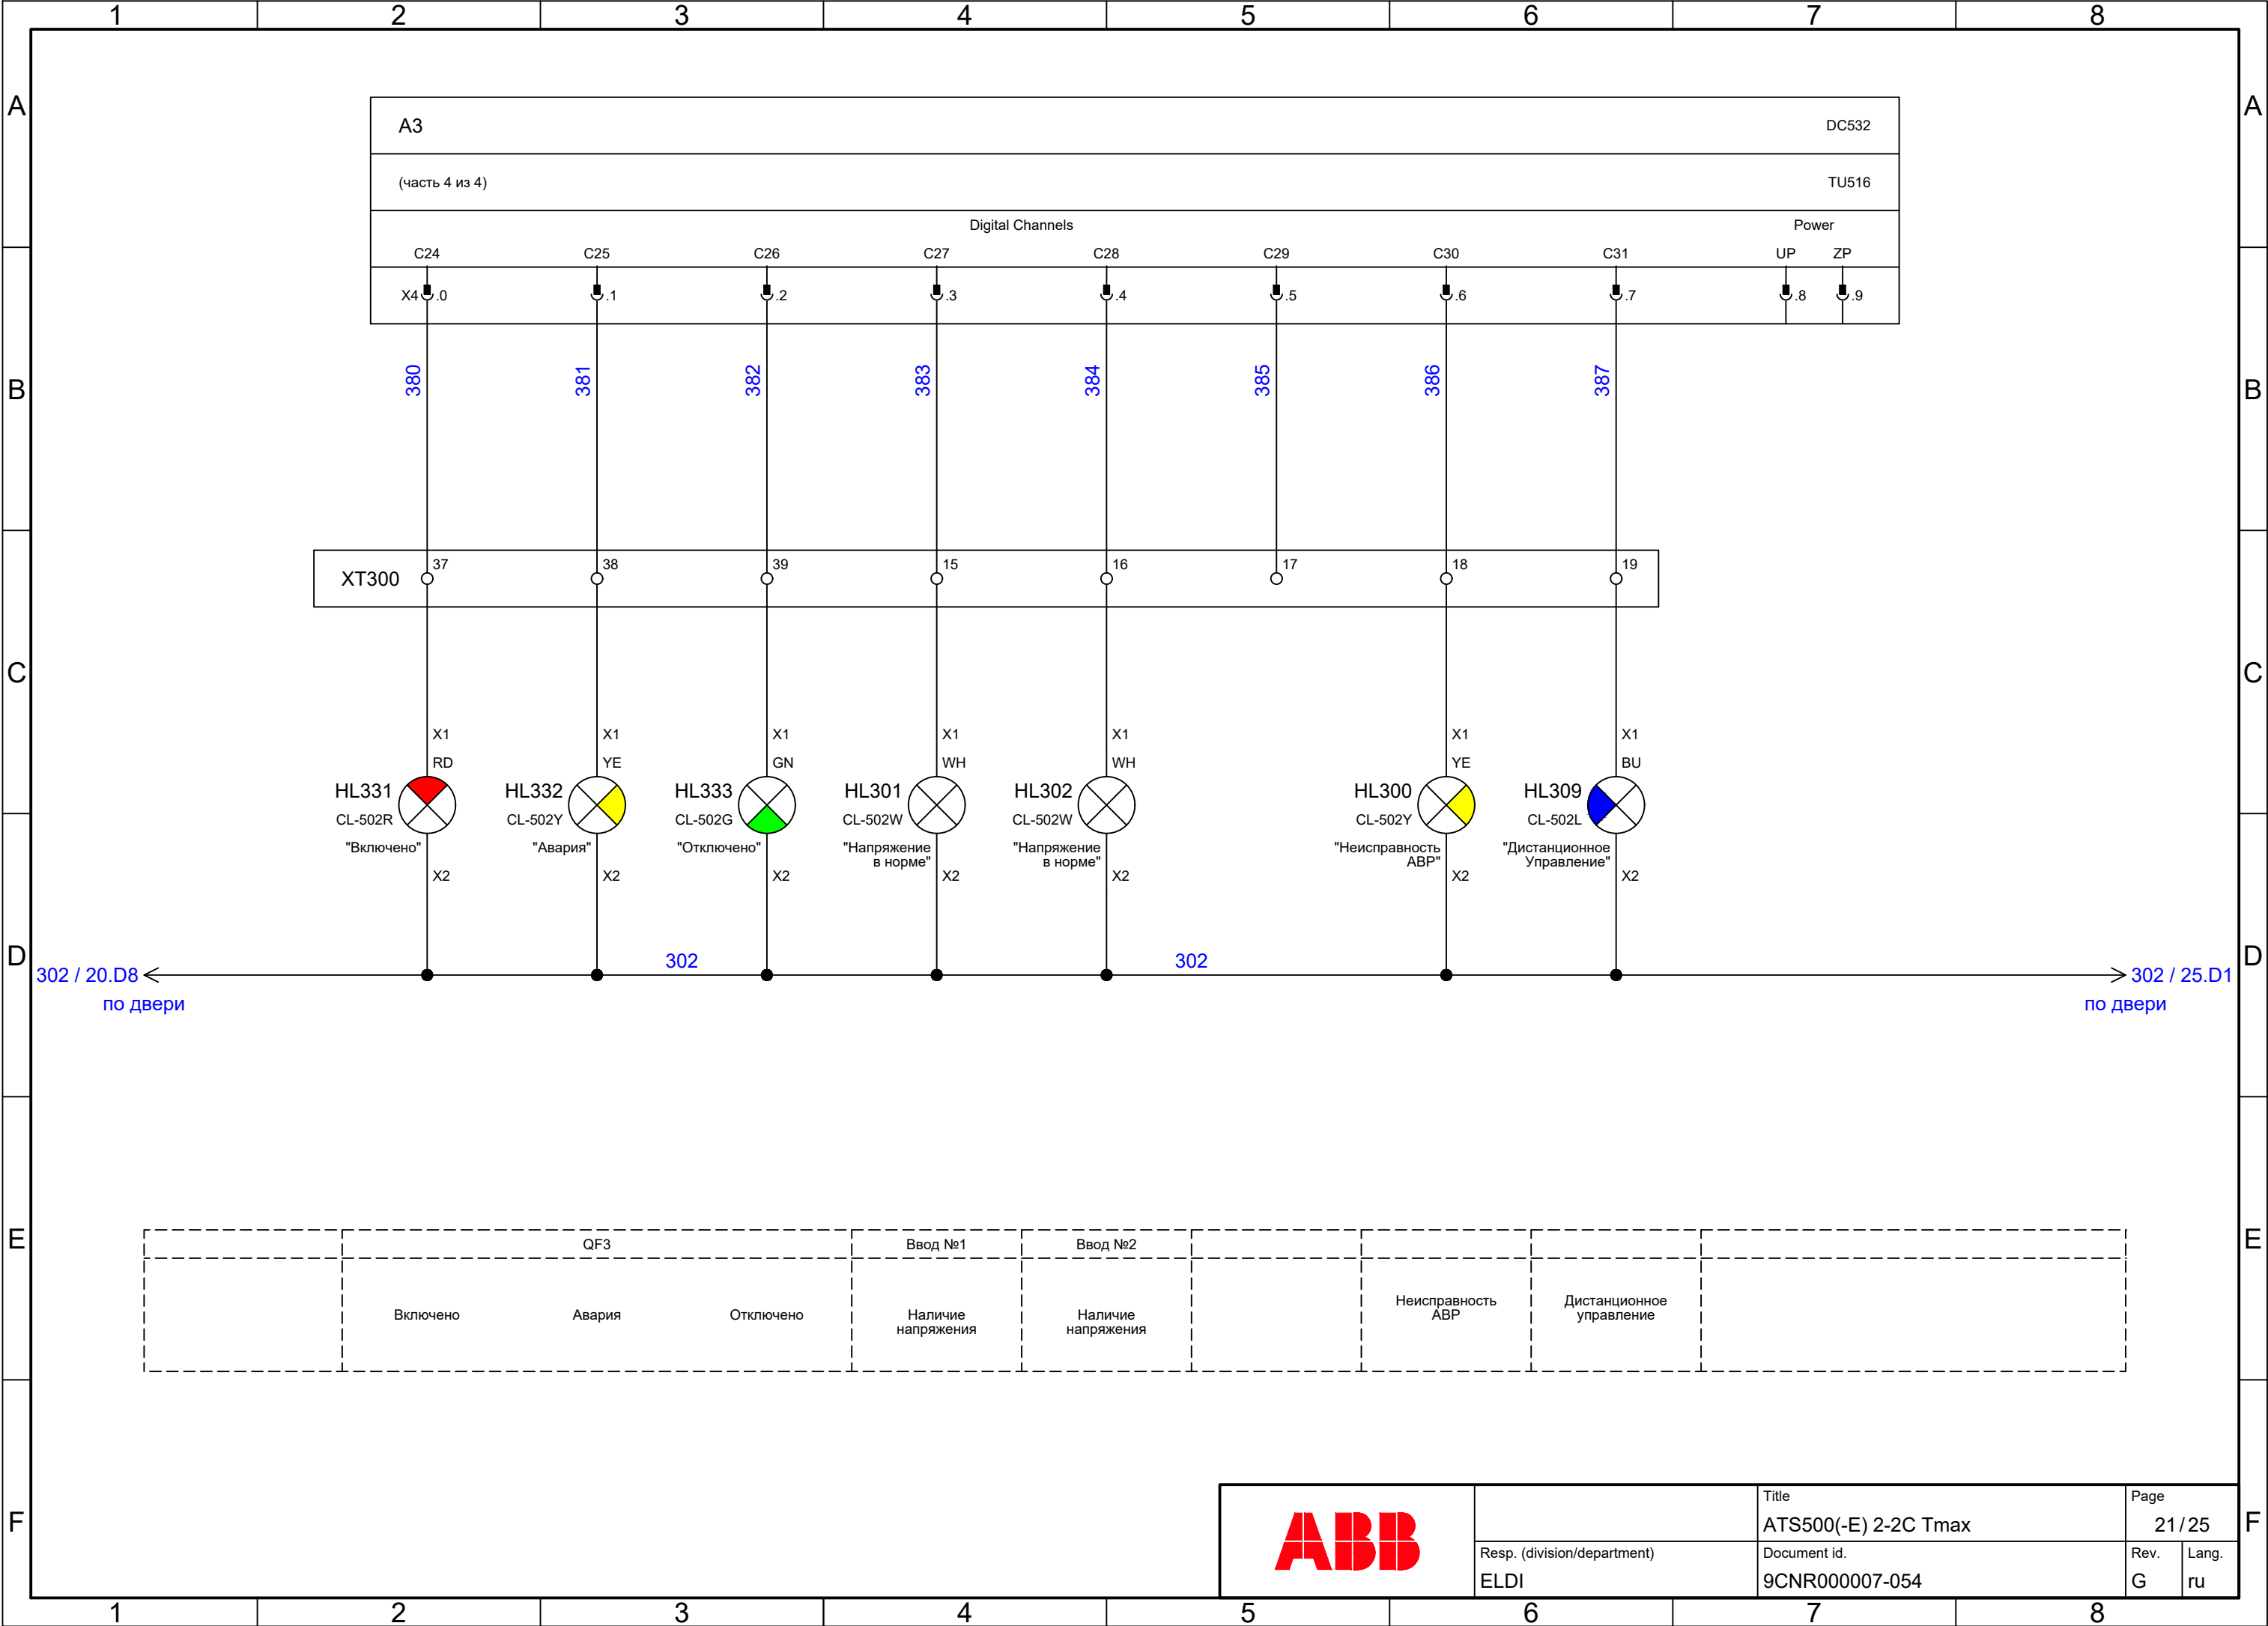 1 2 3 4 5 6 7 8
A A
A3 DC532
(часть 4 из 4) TU516
Digital Channels Power
C24 C25 C26 C27 C28 C29 C30 C31 UP ZP
X4 .0 .1 .2 .3 .4 .5 .6 .7 .8 .9
B B
380 381 382 383 384 385 386 387
XT300 37 38 39 15 16 17 18 19
C C
X1 X1 X1 X1 X1 X1 X1
RD YE GN WH WH YE BU
HL331 HL332 HL333 HL301 HL302 HL300 HL309
CL-502R CL-502Y CL-502G CL-502W CL-502W CL-502Y CL-502L
"Включено" "Авария" "Отключено" "Напряжение "Напряжение "Неисправность "Дистанционное
в норме" в норме" АВР" Управление"
X2 X2 X2 X2 X2 X2 X2
D D
302 302
302 / 20.D8 302 / 25.D1
по двери по двери
E E
QF3 Ввод №1 Ввод №2
Включено Авария Отключено Наличие Наличие Неисправность Дистанционное
напряжения напряжения АВР управление
F F
ABB
Title Page
ATS500(-E) 2-2C Tmax 21/25
Resp. (division/department) Document id. Rev. Lang.
ELDI 9CNR000007-054 G ru
1 2 3 4 5 6 7 8